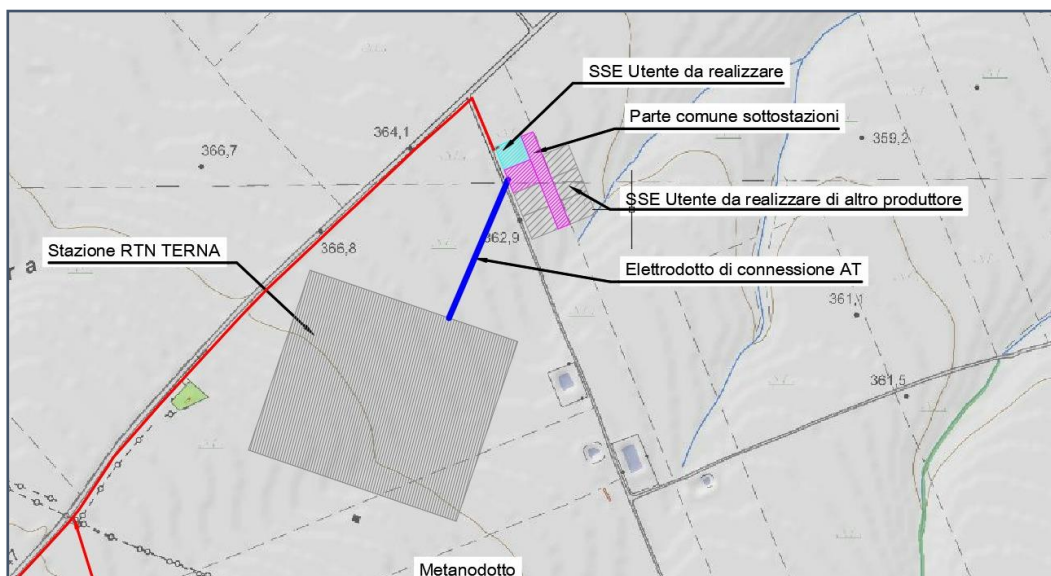 SSE Utente da realizzare
Parte comune sottostazioni
364,1
359,2
366,7
SSE Utente da realizzare di altro produttore
362,9
Stazione RTN TERNA
366,8
ra
Elettrodotto di connessione AT
361,1
361,5
Metanodotto